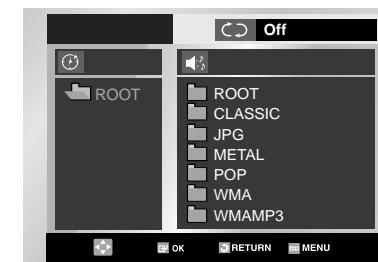 Off
ROOT
ROOT
CLASSIC
JPG
METAL
POP
WMA
WMAMP3
OK RETURN MENU